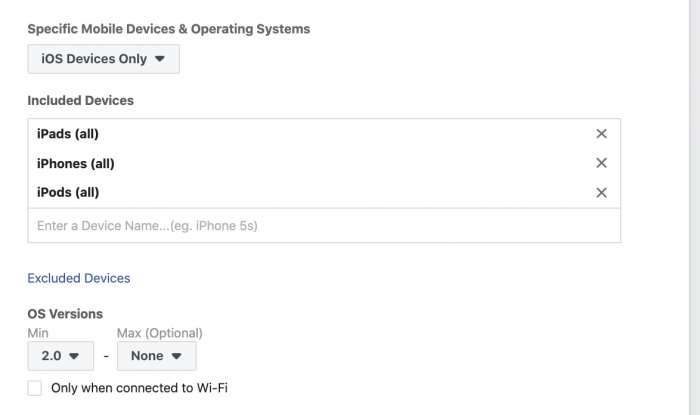 Specific Mobile Devices & Operating Systems
iOS Devices Only
Included Devices
iPads (all)
iPhones (all)
iPods (all)
Enter a Device Name...(eg. iPhone 5s)
Excluded Devices
OS Versions
Min Max (Optional)
2.0 - None
Only when connected to Wi-Fi